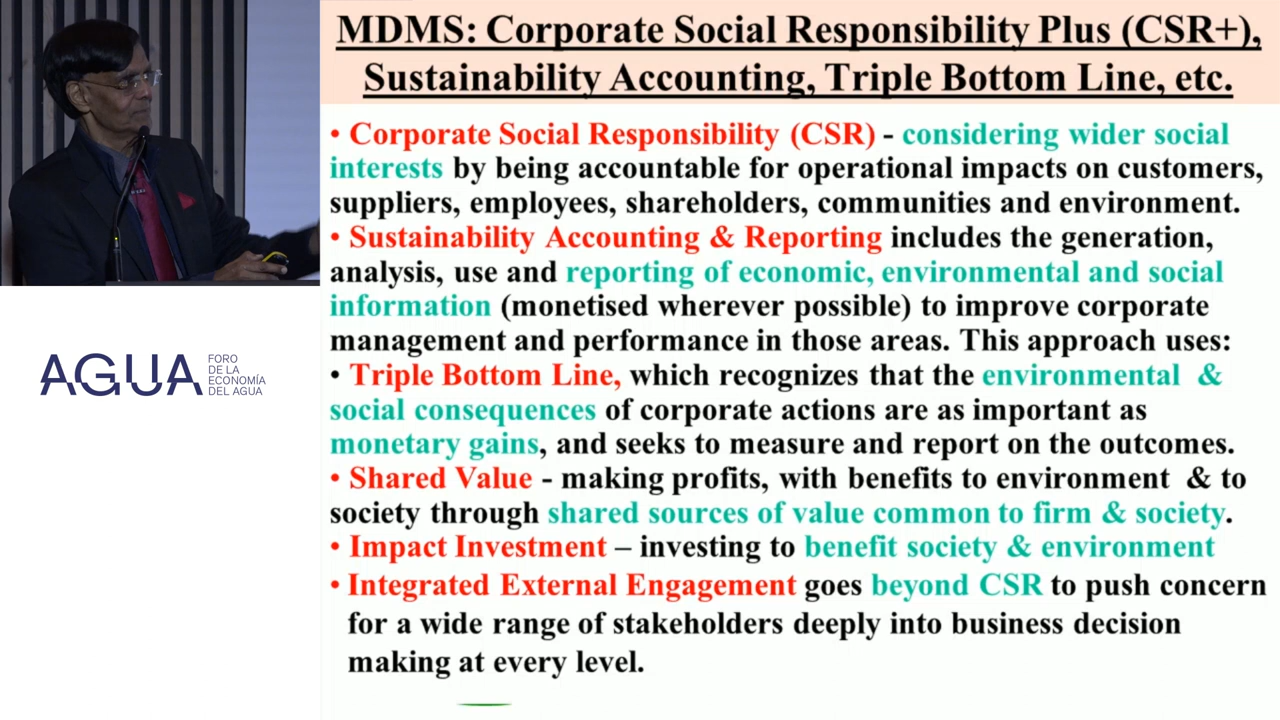 MDMS: Corporate Social Responsibility Plus (CSR+),
Sustainability Accounting, Triple Bottom Line, etc.
• Corporate Social Responsibility (CSR) - considering wider social
interests by being accountable for operational impacts on customers,
suppliers, employees, shareholders, communities and environment.
• Sustainability Accounting & Reporting includes the generation,
analysis, use and reporting of economic, environmental and social
information (monetised wherever possible) to improve corporate
management and performance in those areas. This approach uses:
• Triple Bottom Line, which recognizes that the environmental &
social consequences of corporate actions are as important as
monetary gains, and seeks to measure and report on the outcomes.
• Shared Value - making profits, with benefits to environment & to
society through shared sources of value common to firm & society.
• Impact Investment – investing to benefit society & environment
• Integrated External Engagement goes beyond CSR to push concern
for a wide range of stakeholders deeply into business decision
making at every level.
AGUA
FORO
DE LA
ECONOMÍA
DEL AGUA